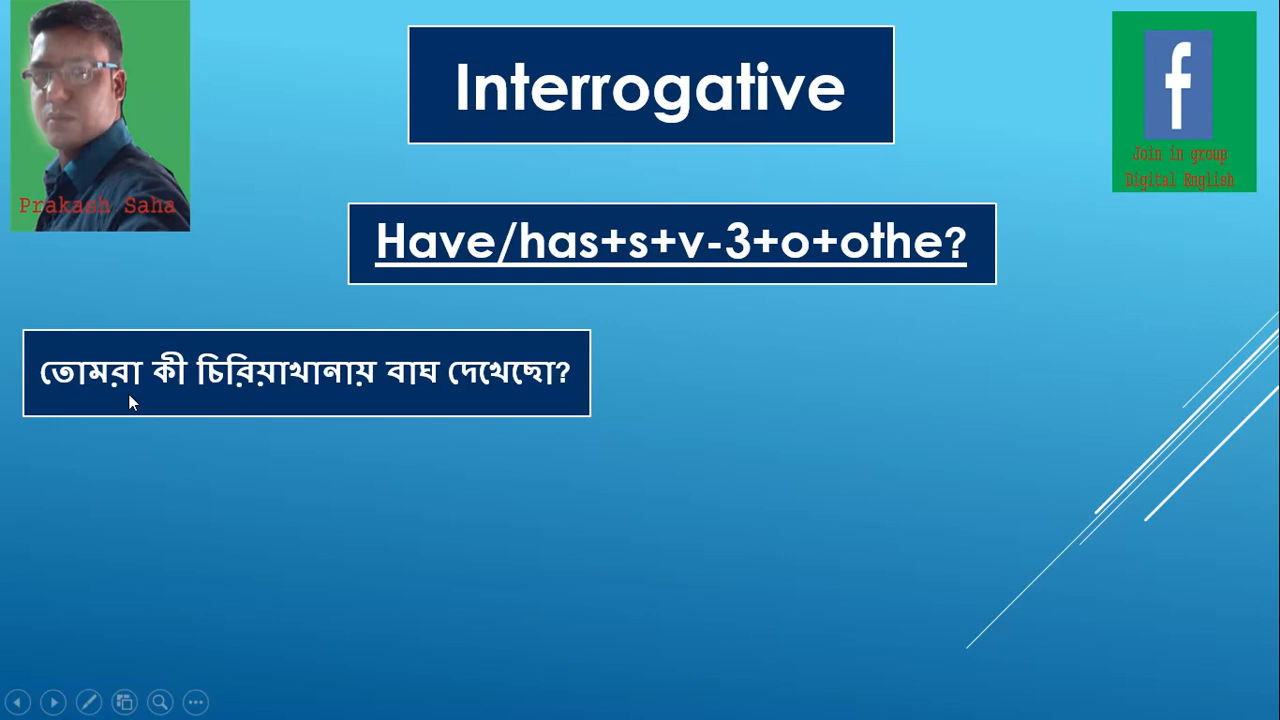 Interrogative
Join in group
Digital English
Prakash Saha
Have/has+s+v-3+o+othe?
তোমরা কী চিরিয়াখানায় বাঘ দেখেছো?